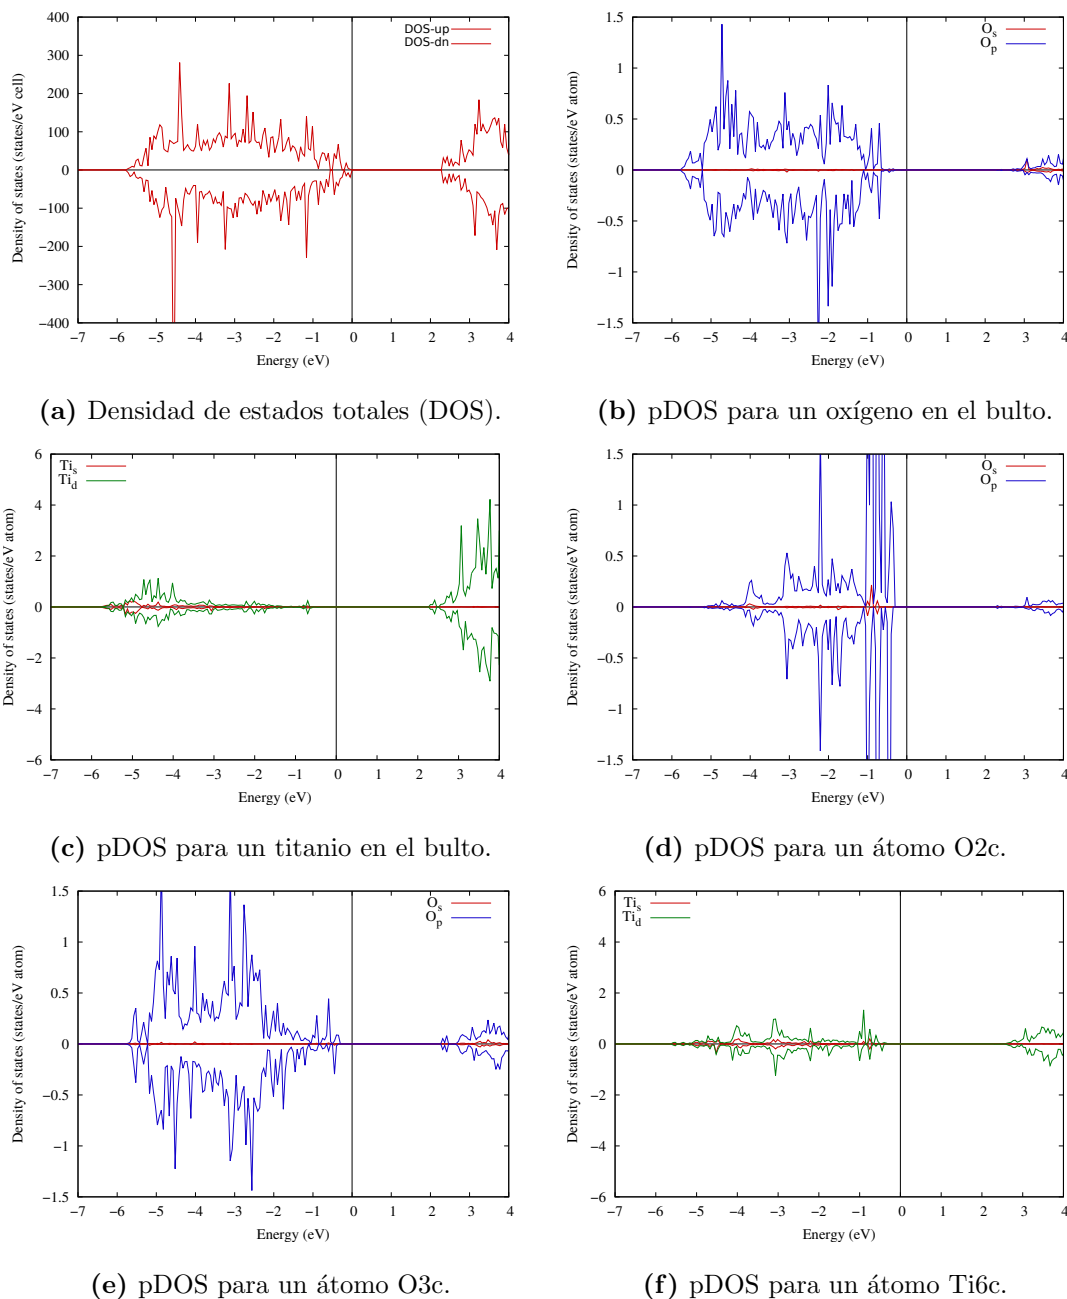 400
300
200
100
0
−100
−200
−300
−400
−7 −6 −5 −4 −3 −2 −1 0 1 2 3 4
Density of states (states/eV cell)
Energy (eV)
DOS-up
DOS-dn
(a) Densidad de estados totales (DOS).
1.5
1
0.5
0
−0.5
−1
−1.5
−7 −6 −5 −4 −3 −2 −1 0 1 2 3 4
Density of states (states/eV atom)
Energy (eV)
O_s
O_p
(b) pDOS para un oxígeno en el bulto.
6
4
2
0
−2
−4
−6
−7 −6 −5 −4 −3 −2 −1 0 1 2 3 4
Density of states (states/eV atom)
Energy (eV)
Ti_s
Ti_d
(c) pDOS para un titanio en el bulto.
1.5
1
0.5
0
−0.5
−1
−1.5
−7 −6 −5 −4 −3 −2 −1 0 1 2 3 4
Density of states (states/eV atom)
Energy (eV)
O_s
O_p
(d) pDOS para un átomo O2c.
1.5
1
0.5
0
−0.5
−1
−1.5
−7 −6 −5 −4 −3 −2 −1 0 1 2 3 4
Density of states (states/eV atom)
Energy (eV)
O_s
O_p
(e) pDOS para un átomo O3c.
6
4
2
0
−2
−4
−6
−7 −6 −5 −4 −3 −2 −1 0 1 2 3 4
Density of states (states/eV atom)
Energy (eV)
Ti_s
Ti_d
(f) pDOS para un átomo Ti6c.